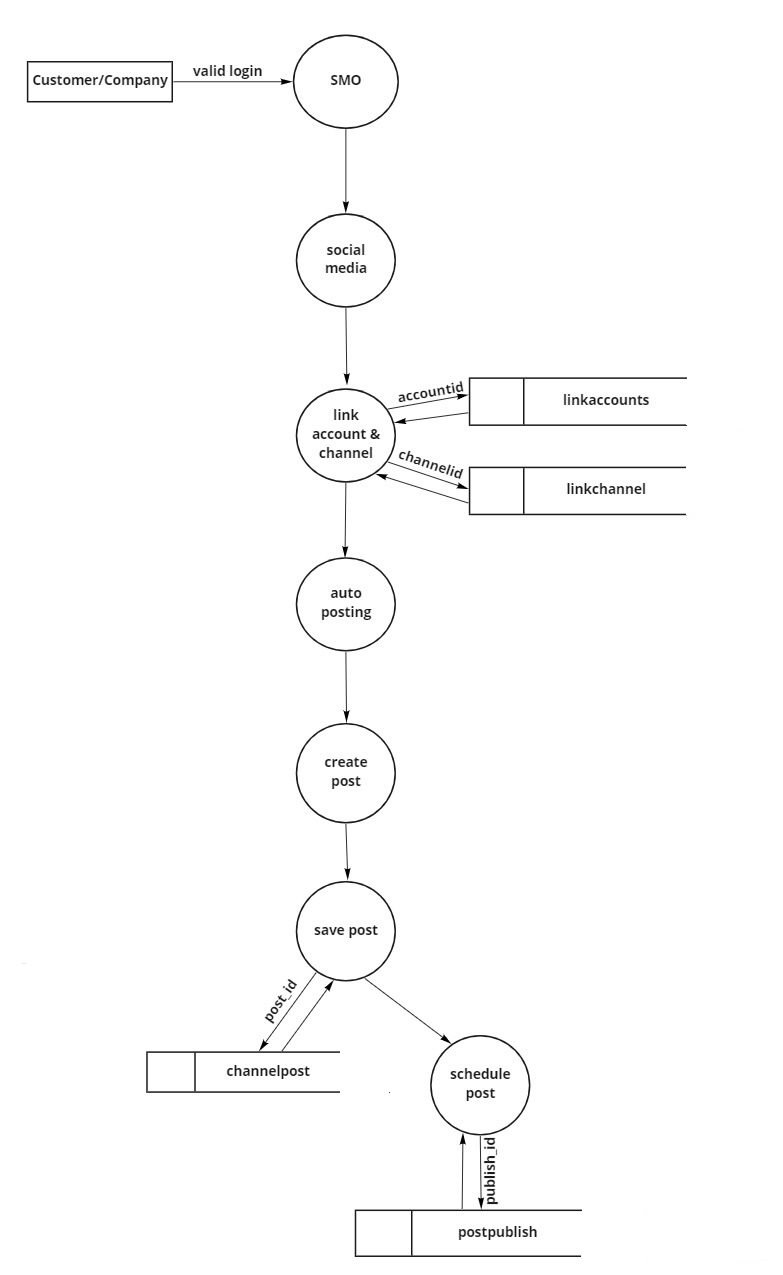 valid login
Customer/Company
SMO
social
media
link
account &
channel
accountid
linkaccounts
channelid
linkchannel
auto
posting
create
post
save post
post_id
channelpost
schedule
post
publish_id
postpublish